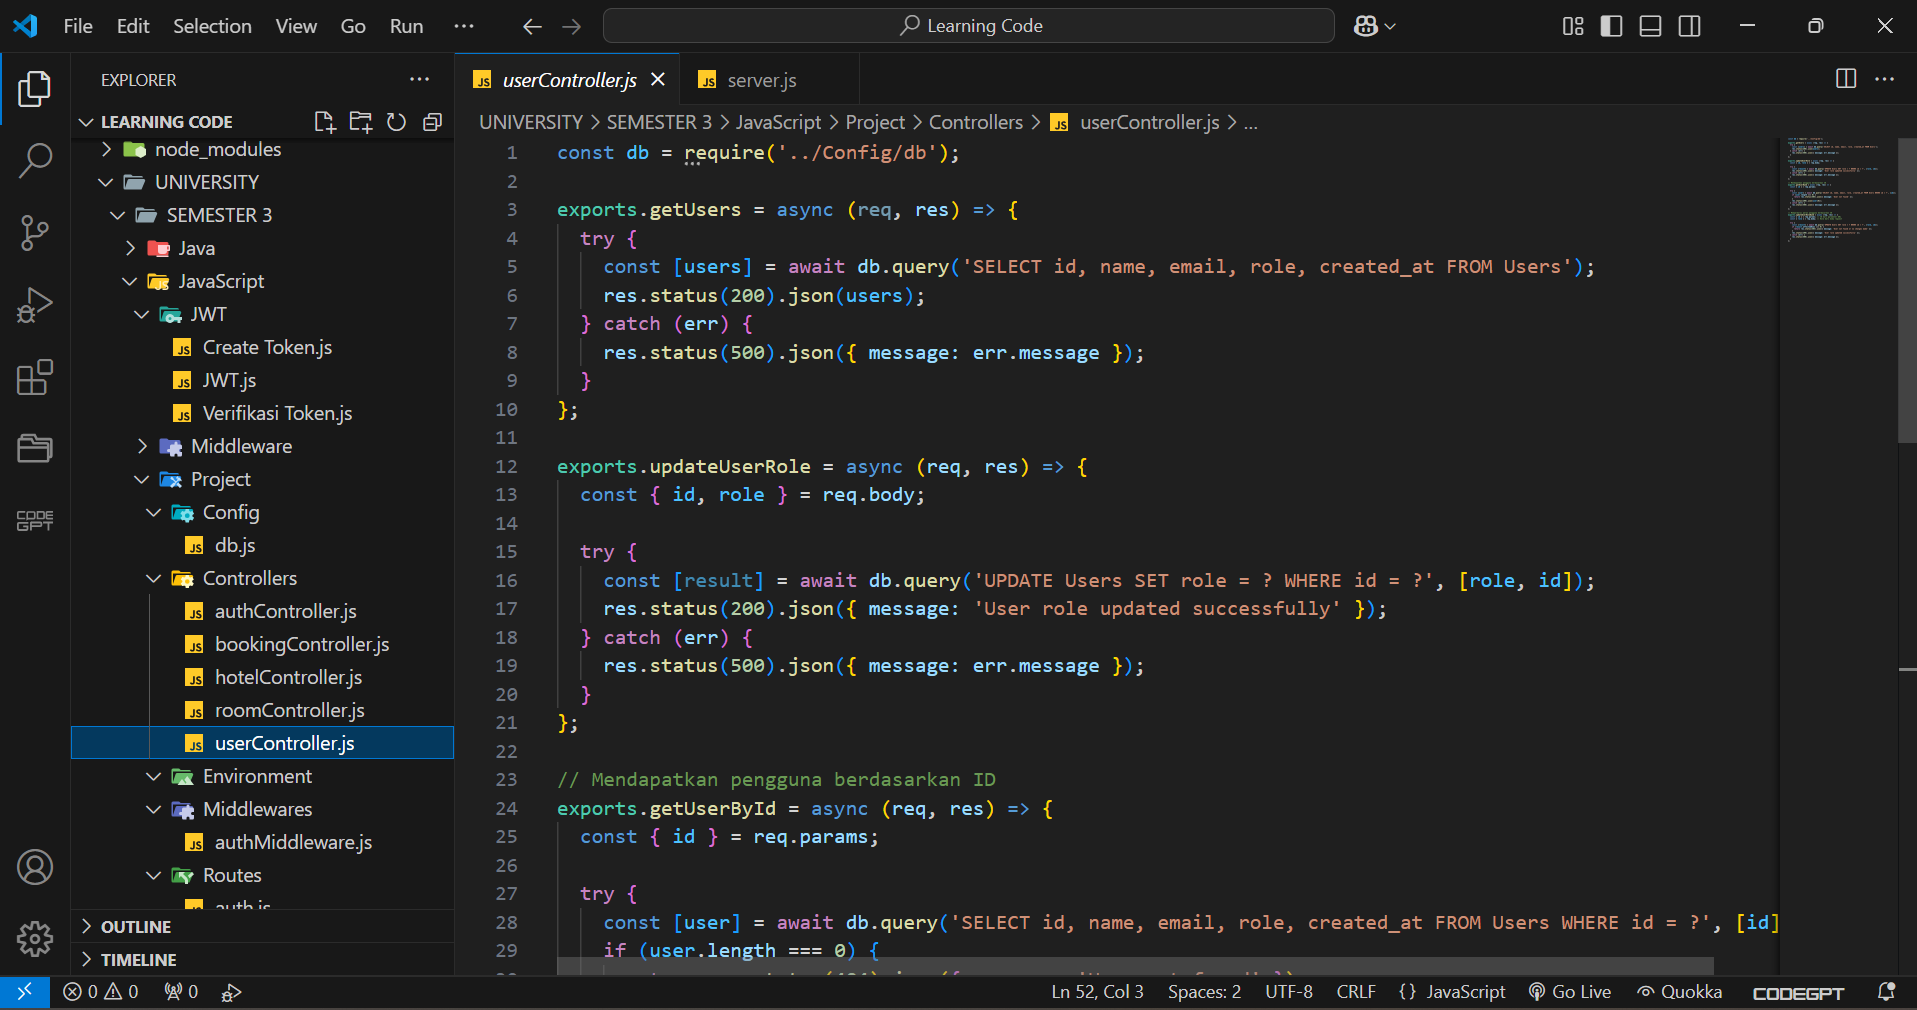 File Edit Selection View Go Run ··· Learning Code
EXPLORER ···
LEARNING CODE
node_modules
UNIVERSITY
SEMESTER 3
Java
JavaScript
JWT
Create Token.js
JWT.js
Verifikasi Token.js
Middleware
Project
Config
db.js
Controllers
authController.js
bookingController.js
hotelController.js
roomController.js
userController.js
Environment
Middlewares
authMiddleware.js
Routes
auth.js
OUTLINE
TIMELINE
userController.js server.js
UNIVERSITY > SEMESTER 3 > JavaScript > Project > Controllers > userController.js > ...
1 const db = require('../Config/db');
2
3 exports.getUsers = async (req, res) => {
4 try {
5 const [users] = await db.query('SELECT id, name, email, role, created_at FROM Users');
6 res.status(200).json(users);
7 } catch (err) {
8 res.status(500).json({ message: err.message });
9 }
10 };
11
12 exports.updateUserRole = async (req, res) => {
13 const { id, role } = req.body;
14
15 try {
16 const [result] = await db.query('UPDATE Users SET role = ? WHERE id = ?', [role, id]);
17 res.status(200).json({ message: 'User role updated successfully' });
18 } catch (err) {
19 res.status(500).json({ message: err.message });
20 }
21 };
22
23 // Mendapatkan pengguna berdasarkan ID
24 exports.getUserById = async (req, res) => {
25 const { id } = req.params;
26
27 try {
28 const [user] = await db.query('SELECT id, name, email, role, created_at FROM Users WHERE id = ?', [id]
29 if (user.length === 0) {
CODE GPT
0 0 0 Ln 52, Col 3 Spaces: 2 UTF-8 CRLF {} JavaScript Go Live Quokka CODEGPT